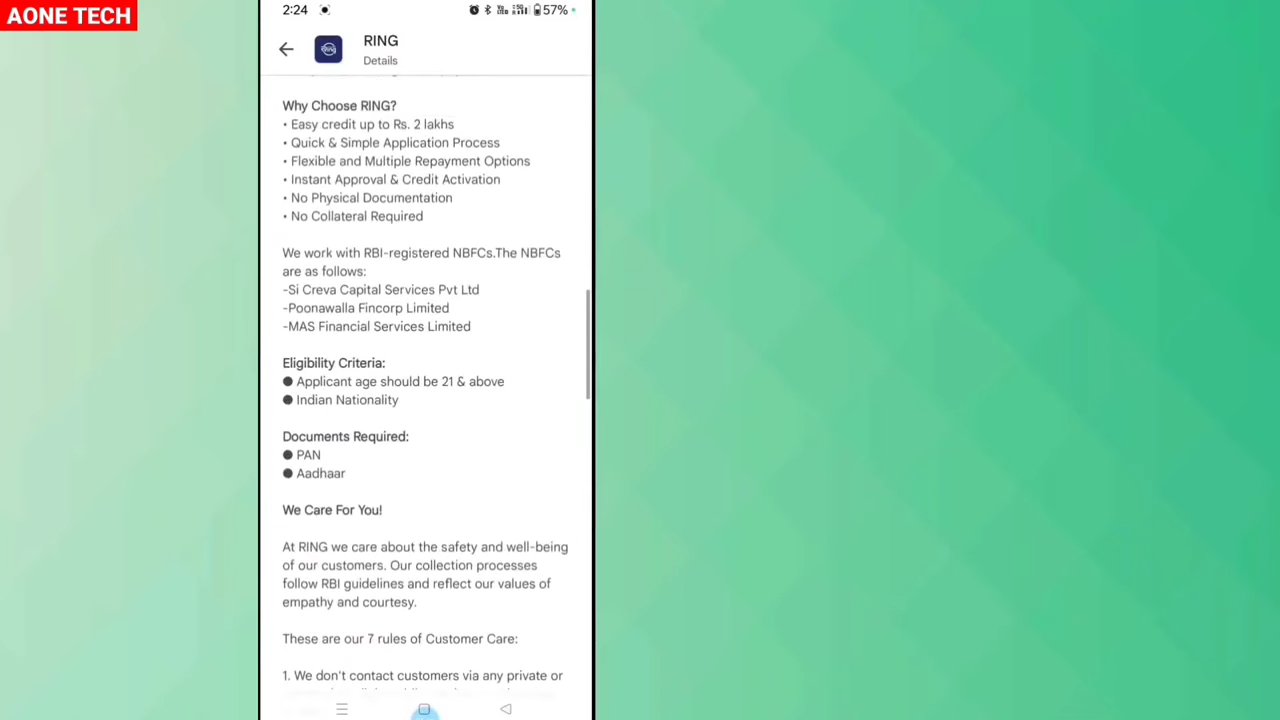 AONE TECH
2:24
57%
RING
Details
Why Choose RING?
• Easy credit up to Rs. 2 lakhs
• Quick & Simple Application Process
• Flexible and Multiple Repayment Options
• Instant Approval & Credit Activation
• No Physical Documentation
• No Collateral Required
We work with RBI-registered NBFCs.The NBFCs
are as follows:
-Si Creva Capital Services Pvt Ltd
-Poonawalla Fincorp Limited
-MAS Financial Services Limited
Eligibility Criteria:
● Applicant age should be 21 & above
● Indian Nationality
Documents Required:
● PAN
● Aadhaar
We Care For You!
At RING we care about the safety and well-being
of our customers. Our collection processes
follow RBI guidelines and reflect our values of
empathy and courtesy.
These are our 7 rules of Customer Care:
1. We don't contact customers via any private or